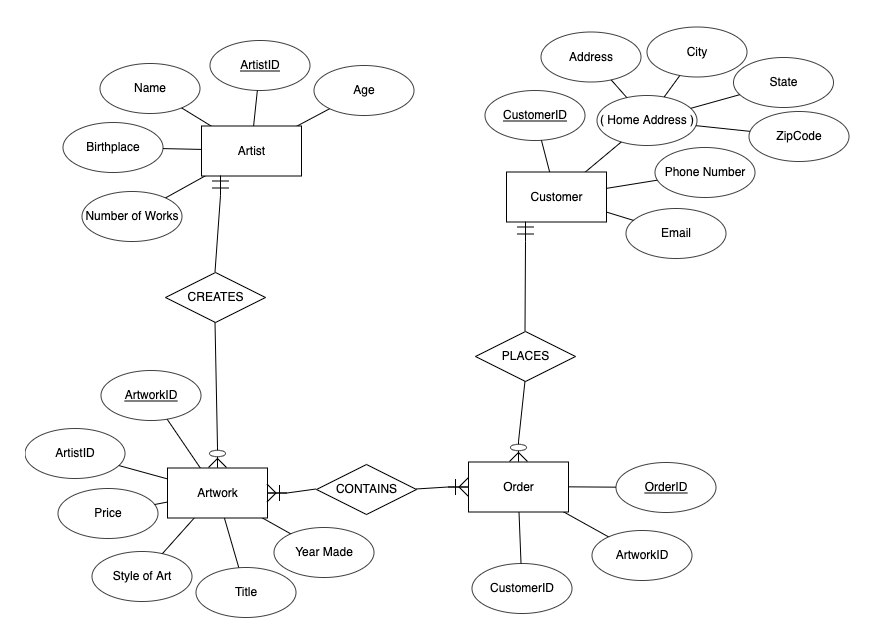 Address
City
ArtistID
Name
Age
State
CustomerID
( Home Address )
ZipCode
Birthplace
Artist
Phone Number
Customer
Number of Works
Email
CREATES
PLACES
ArtworkID
ArtistID
Artwork
CONTAINS
Order
OrderID
Price
Year Made
ArtworkID
Style of Art
Title
CustomerID